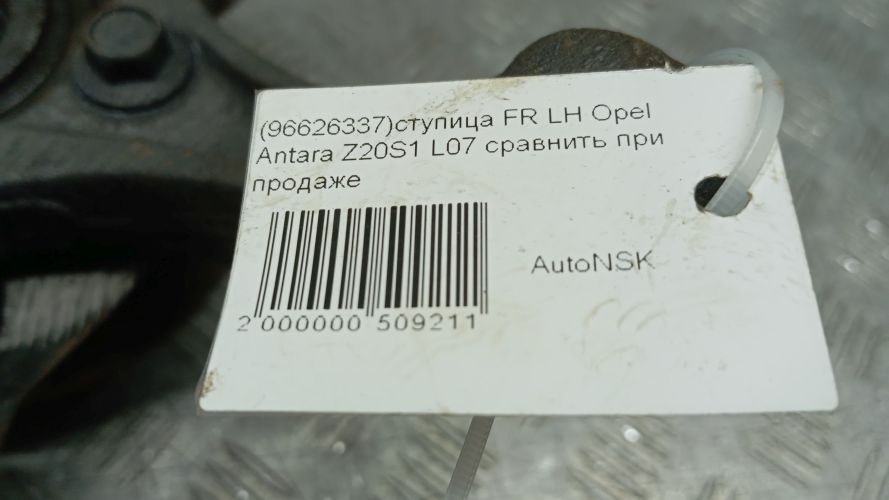 (96626337)ступица FR LH Opel
Antara Z20S1 L07 сравнить при
продаже
AutoNSK
2 000000 509211